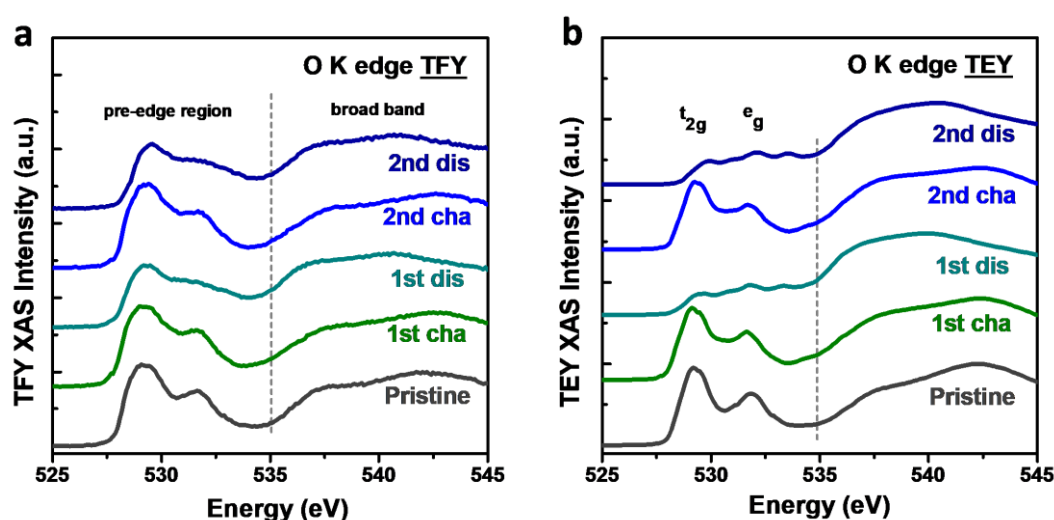 a
O K edge TFY
pre-edge region
broad band
2nd dis
2nd cha
1st dis
1st cha
Pristine
TFY XAS Intensity (a.u.)
525
530
535
540
545
Energy (eV)
b
O K edge TEY
t2g
eg
2nd dis
2nd cha
1st dis
1st cha
Pristine
TEY XAS Intensity (a.u.)
525
530
535
540
545
Energy (eV)